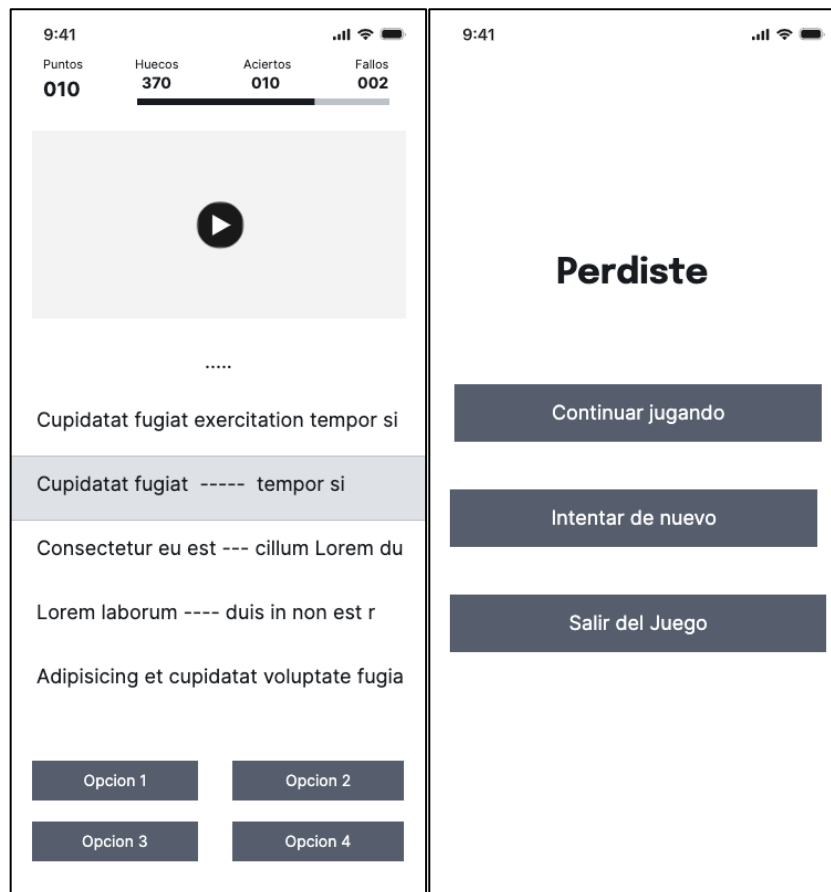 9:41
Puntos Huecos Aciertos Fallos
010 370 010 002
.....
Cupidatat fugiat exercitation tempor si
Cupidatat fugiat ----- tempor si
Consectetur eu est --- cillum Lorem du
Lorem laborum ---- duis in non est r
Adipisicing et cupidatat voluptate fugia
Opcion 1 Opcion 2
Opcion 3 Opcion 4
9:41
Perdiste
Continuar jugando
Intentar de nuevo
Salir del Juego